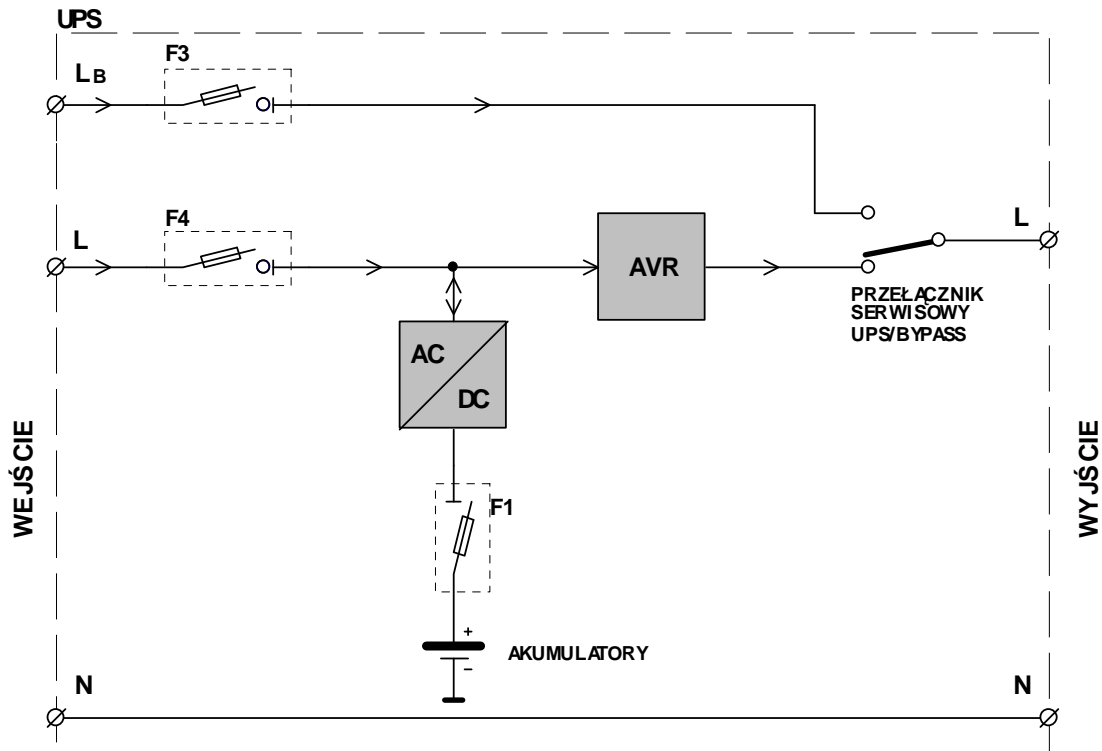 UPS
F3
LB
F4
L
L
AVR
PRZEŁĄCZNIK
SERWISOWY
UPS/BYPASS
AC
DC
WEJŚCIE
WYJŚCIE
F1
+
AKUMULATORY
−
N
N